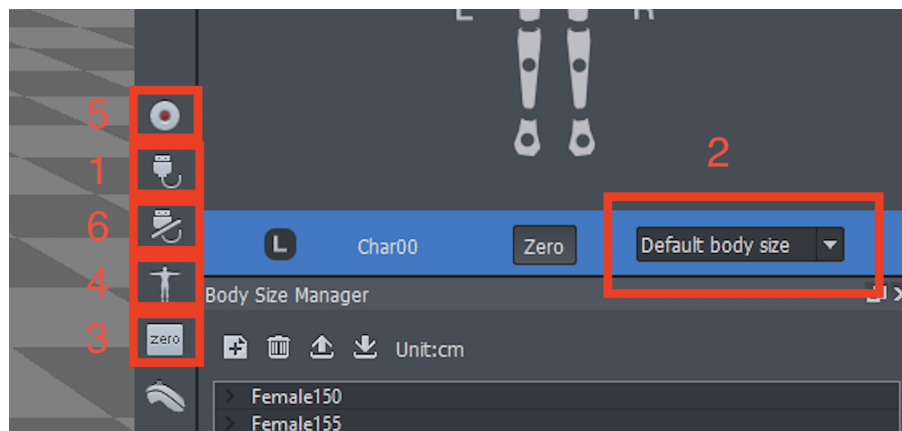 L R
5
1
2
6
L Char00 Zero Default body size
4
Body Size Manager
3 zero
Unit:cm
Female150
Female155